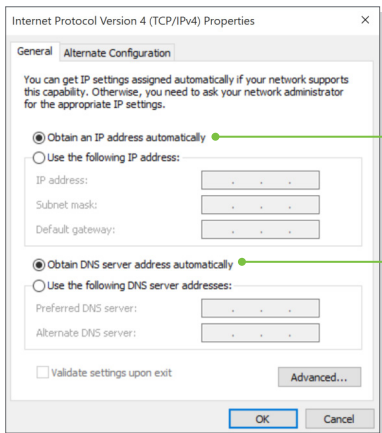 Internet Protocol Version 4 (TCP/IPv4) Properties
General Alternate Configuration
You can get IP settings assigned automatically if your network supports
this capability. Otherwise, you need to ask your network administrator
for the appropriate IP settings.
Obtain an IP address automatically
Use the following IP address:
IP address:
Subnet mask:
Default gateway:
Obtain DNS server address automatically
Use the following DNS server addresses:
Preferred DNS server:
Alternate DNS server:
Validate settings upon exit
Advanced...
OK Cancel